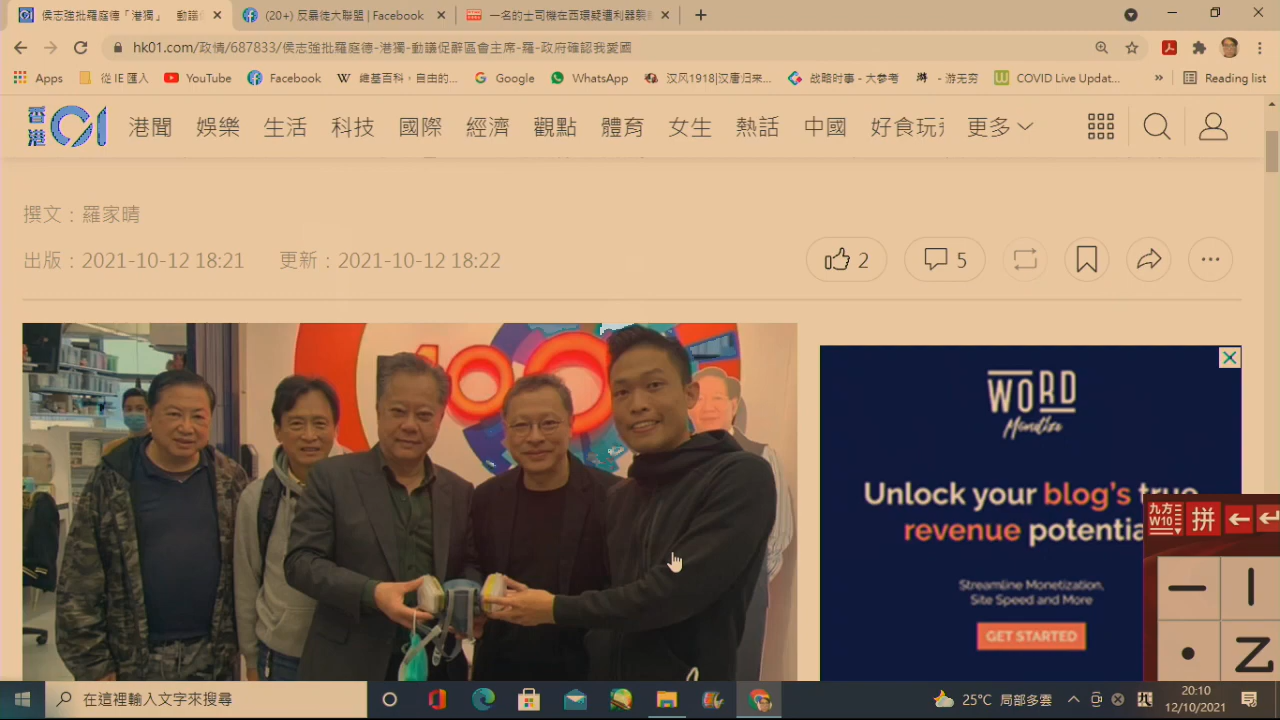 侯志強批羅庭德「港獨」 動議促
(20+) 反暴徒大聯盟 | Facebook
一名的士司機在西環疑遭利器襲
hk01.com/政情/687833/侯志強批羅庭德-港獨-動議促辭區會主席-羅-政府確認我愛國
Apps
從 IE 匯入
YouTube
Facebook
維基百科，自由的...
Google
WhatsApp
汉风1918|汉唐归来...
战略时事 - 大参考
- 游无穷
COVID Live Updat...
»
Reading list
香港01
港聞
娛樂
生活
科技
國際
經濟
觀點
體育
女生
熱話
中國
好食玩
更多
撰文：羅家晴
出版：2021-10-12 18:21
更新：2021-10-12 18:22
2
5
100
WORD
Monetize
Unlock your blog's true
revenue potentia
Streamline Monetization,
Site Speed and More
GET STARTED
九方
W10
拼
在這裡輸入文字來搜尋
25°C 局部多雲
20:10
12/10/2021